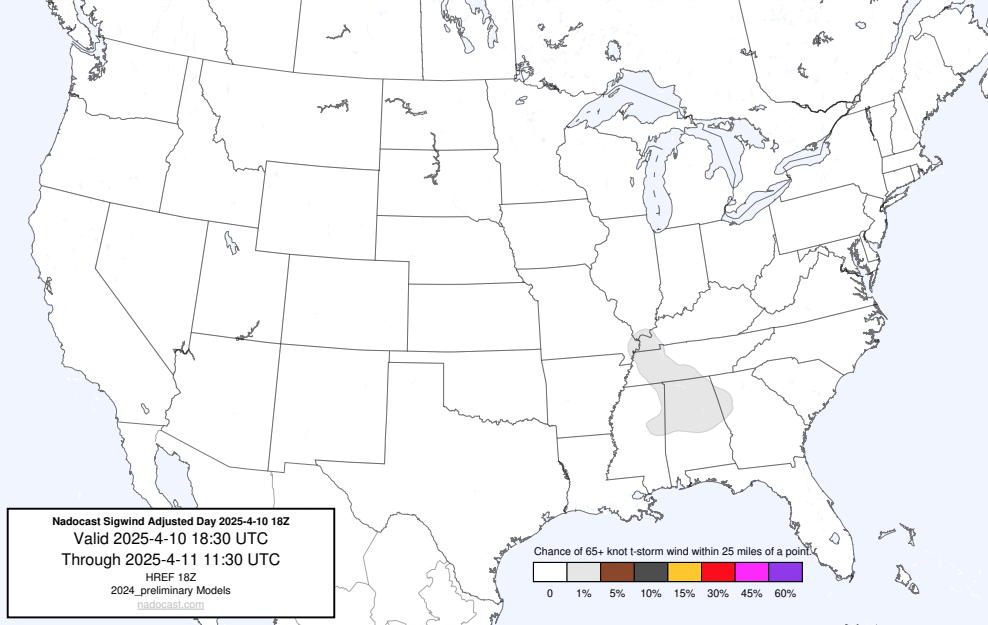 Nadocast Sigwind Adjusted Day 2025-4-10 18Z
Valid 2025-4-10 18:30 UTC
Through 2025-4-11 11:30 UTC
HREF 18Z
2024_preliminary Models
nadocast.com
Chance of 65+ knot t-storm wind within 25 miles of a point.
0 1% 5% 10% 15% 30% 45% 60%